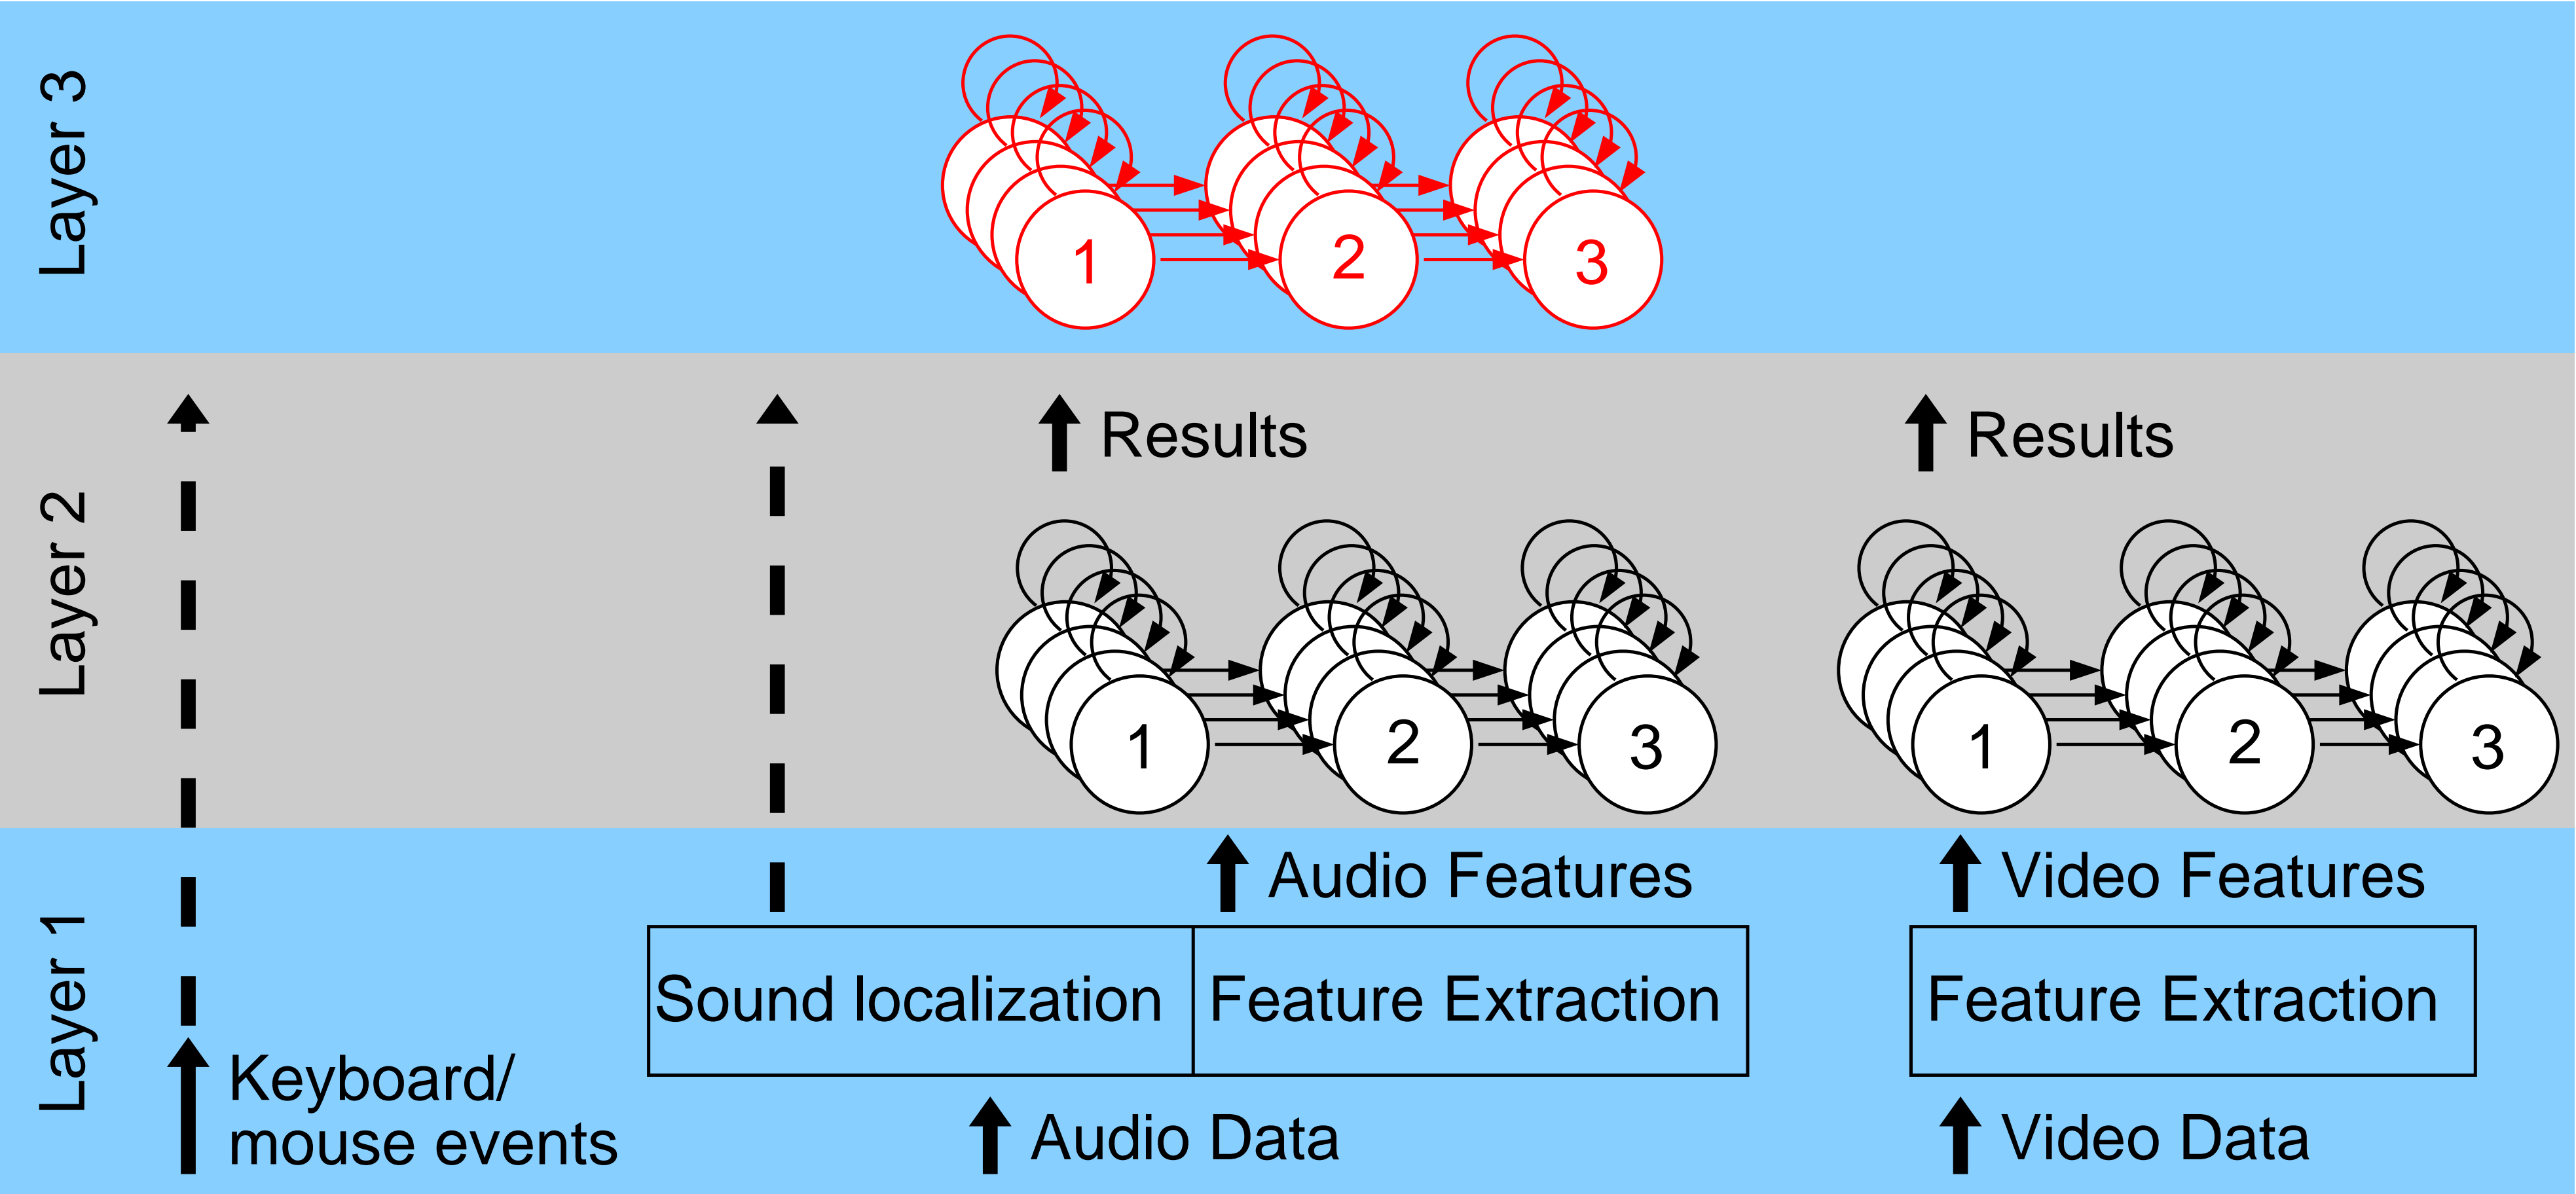 Layer 3
1 2 3
Layer 2
Results
Results
1 2 3
1 2 3
Layer 1
Audio Features
Video Features
Sound localization
Feature Extraction
Feature Extraction
Keyboard/
mouse events
Audio Data
Video Data